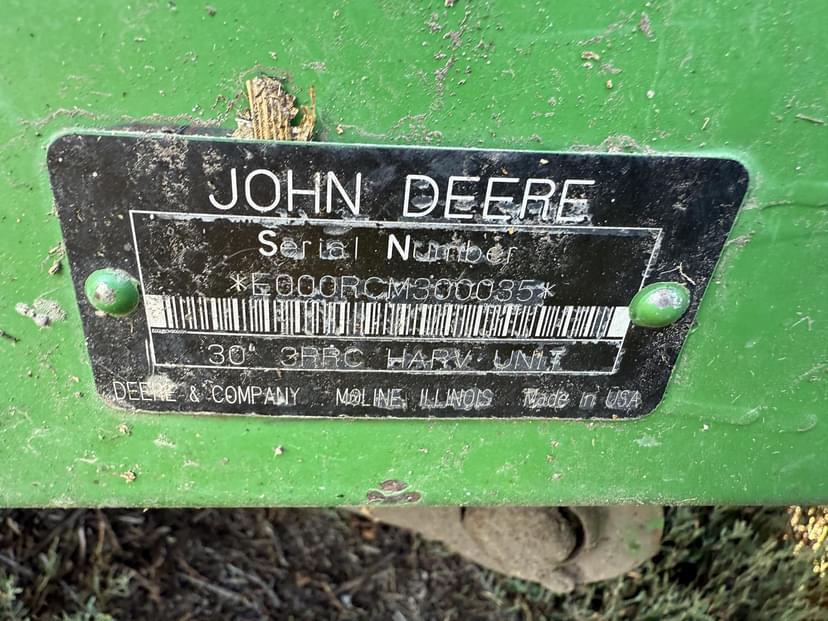 JOHN DEERE
Serial Number
*E000RCM300035*
30" 3RRC HARV UNIT
DEERE & COMPANY MOLINE, ILLINOIS Made in USA